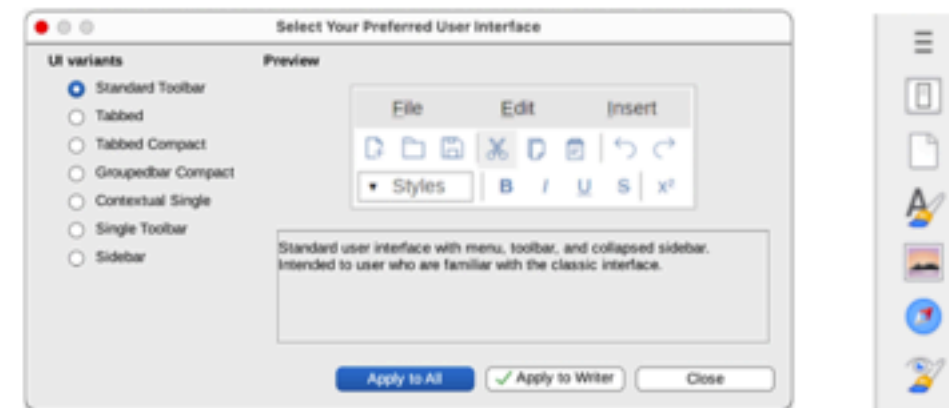 Select Your Preferred User Interface
UI variants
Standard Toolbar
Tabbed
Tabbed Compact
Groupedbar Compact
Contextual Single
Single Toolbar
Sidebar
Preview
File Edit Insert
Styles B I U S x²
Standard user interface with menu, toolbar, and collapsed sidebar.
Intended to user who are familiar with the classic interface.
Apply to All Apply to Writer Close